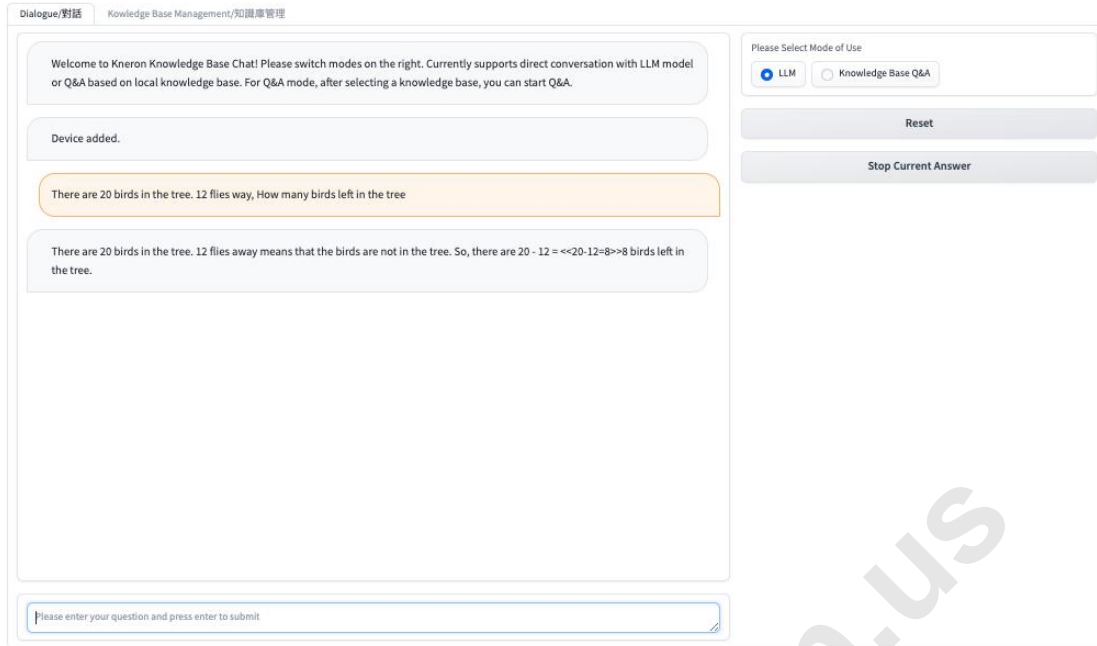 Dialogue/對話
Kowledge Base Management/知識庫管理
Welcome to Kneron Knowledge Base Chat! Please switch modes on the right. Currently supports direct conversation with LLM model
or Q&A based on local knowledge base. For Q&A mode, after selecting a knowledge base, you can start Q&A.
Device added.
There are 20 birds in the tree. 12 flies way, How many birds left in the tree
There are 20 birds in the tree. 12 flies away means that the birds are not in the tree. So, there are 20 - 12 = <<20-12=8>>8 birds left in
the tree.
Please enter your question and press enter to submit
Please Select Mode of Use
LLM
Knowledge Base Q&A
Reset
Stop Current Answer
.us